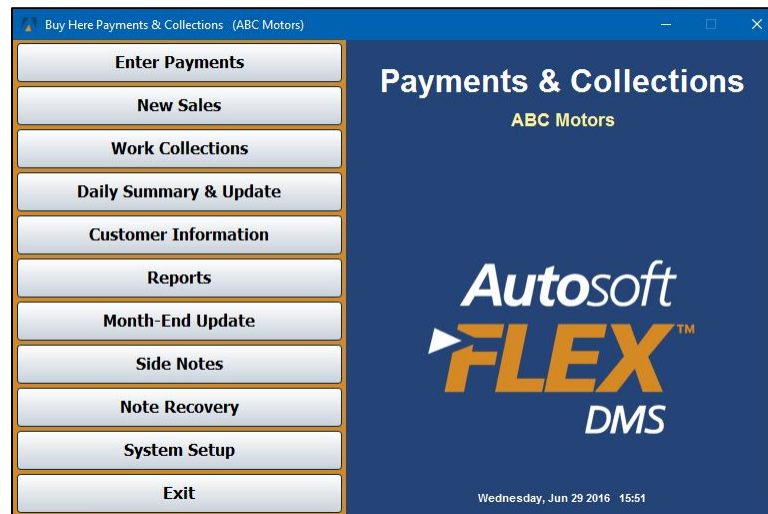 Buy Here Payments & Collections (ABC Motors)
Enter Payments
New Sales
Work Collections
Daily Summary & Update
Customer Information
Reports
Month-End Update
Side Notes
Note Recovery
System Setup
Exit
Payments & Collections
ABC Motors
Autosoft
FLEX™
DMS
Wednesday, Jun 29 2016 15:51